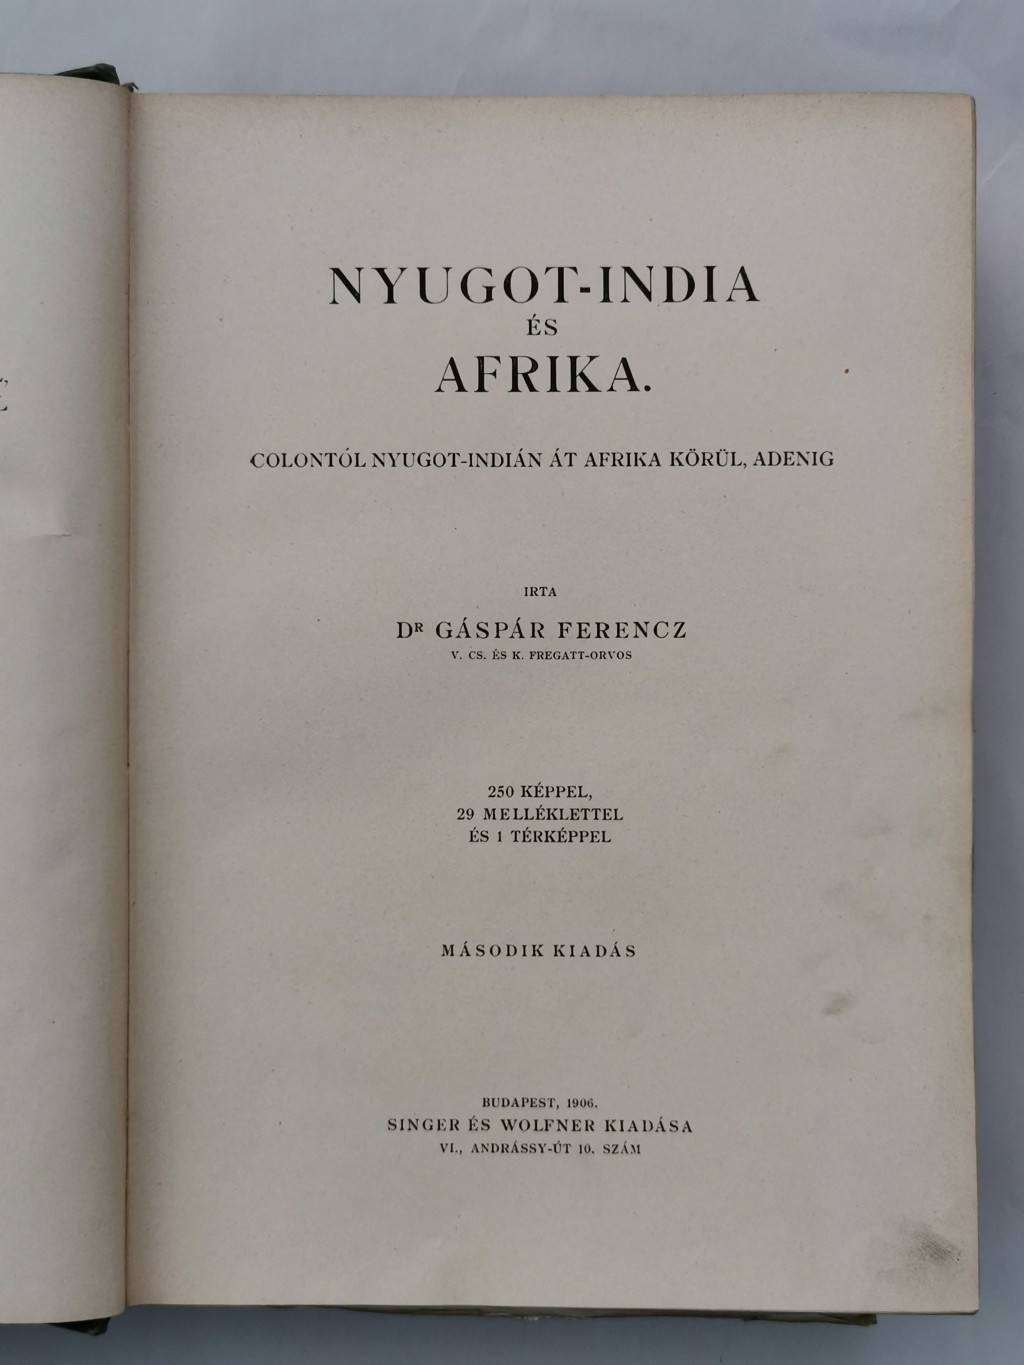 NYUGOT-INDIA
ÉS
AFRIKA.
COLONTÓL NYUGOT-INDIÁN ÁT AFRIKA KÖRÜL, ADENIG
IRTA
DR GÁSPÁR FERENCZ
V. CS. ÉS K. FREGATT-ORVOS
250 KÉPPEL,
29 MELLÉKLETTEL
ÉS 1 TÉRKÉPPEL
MÁSODIK KIADÁS
BUDAPEST, 1906.
SINGER ÉS WOLFNER KIADÁSA
VI., ANDRÁSSY-ÚT 10. SZÁM